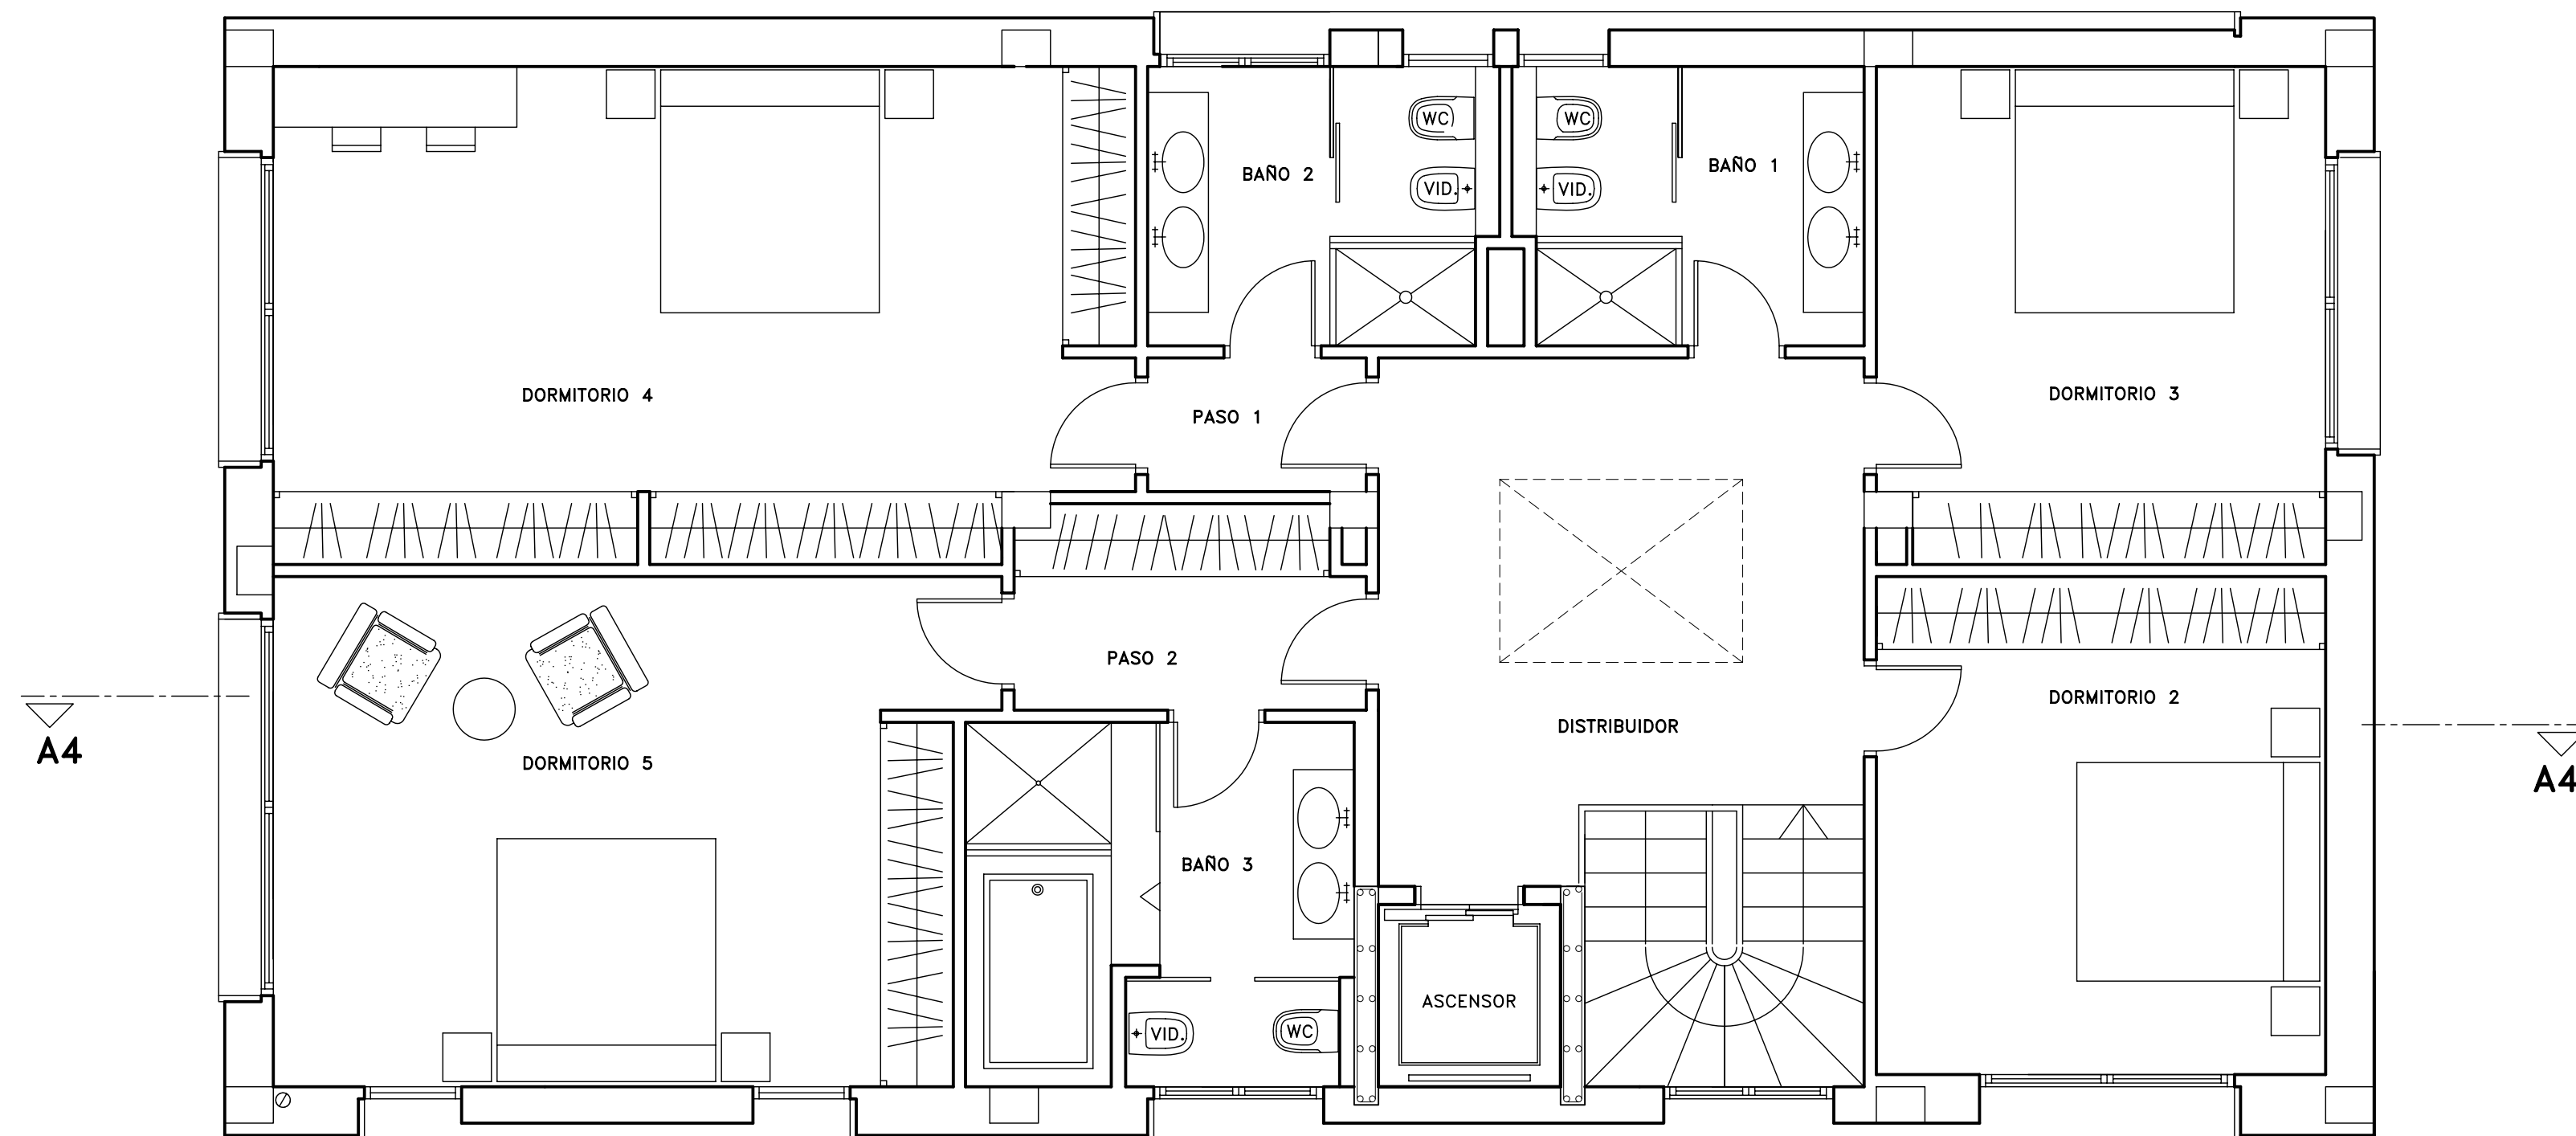 WC
WC
BAÑO 1
BAÑO 2
VID.
VID.
DORMITORIO 4
DORMITORIO 3
PASO 1
PASO 2
DORMITORIO 2
A4
DISTRIBUIDOR
DORMITORIO 5
A4
BAÑO 3
ASCENSOR
VID.
WC